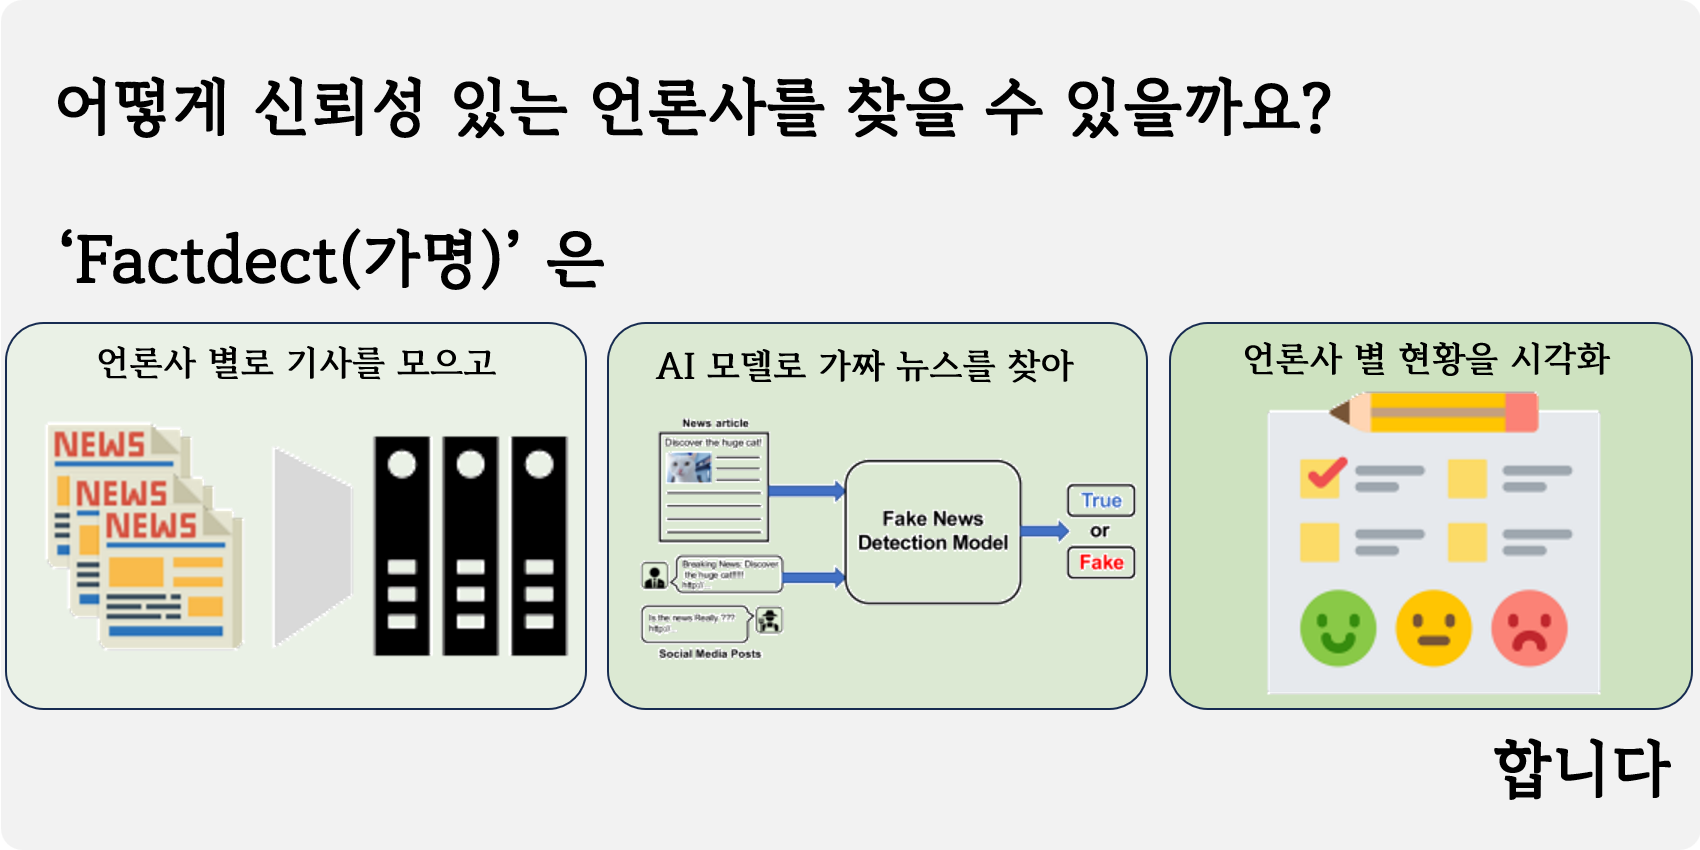 어떻게 신뢰성 있는 언론사를 찾을 수 있을까요?
‘Factdect(가명)’ 은
언론사 별로 기사를 모으고
NEWS
NEWS
NEWS
AI 모델로 가짜 뉴스를 찾아
News article
Discover the huge cat!
Breaking News: Discover
the huge cat!!!!!
http://...
Is the news Really ???
http://...
Social Media Posts
Fake News
Detection Model
True
or
Fake
언론사 별 현황을 시각화
합니다